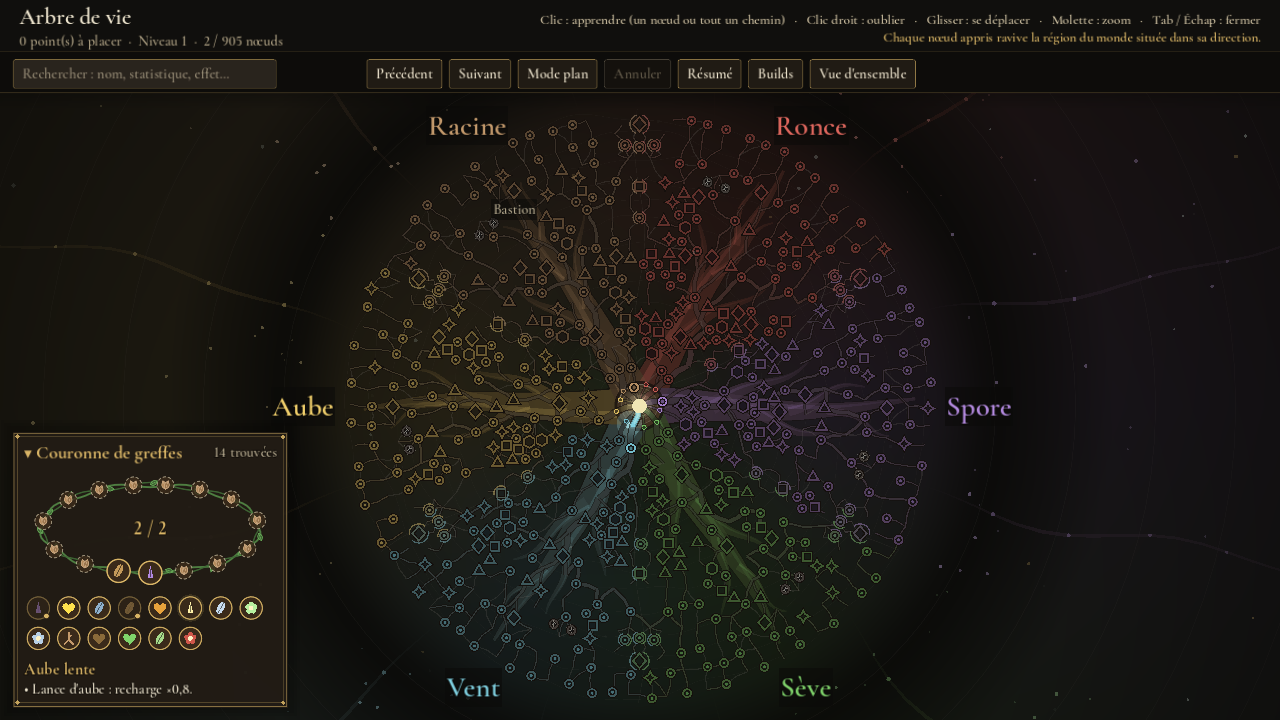 Arbre de vie
0 point(s) à placer · Niveau 1 · 2 / 905 nœuds
Clic : apprendre (un nœud ou tout un chemin) · Clic droit : oublier · Glisser : se déplacer · Molette : zoom · Tab / Échap : fermer
Chaque nœud appris ravive la région du monde située dans sa direction.
Rechercher : nom, statistique, effet...
Précédent
Suivant
Mode plan
Annuler
Résumé
Builds
Vue d'ensemble
Racine
Ronce
Bastion
Aube
Spore
▾ Couronne de greffes
14 trouvées
2 / 2
Aube lente
• Lance d'aube : recharge ×0,8.
Vent
Sève